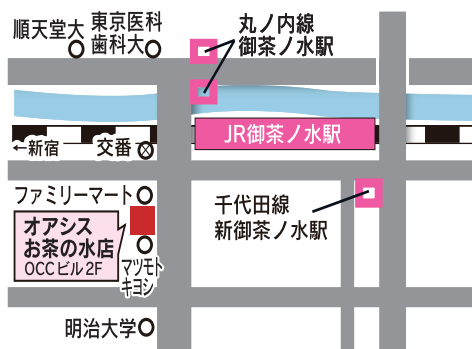 順天堂大
東京医科
歯科大
丸ノ内線
御茶ノ水駅
JR御茶ノ水駅
←新宿
交番
ファミリーマート
千代田線
新御茶ノ水駅
オアシス
お茶の水店
OCCビル2F
マツモト
キヨシ
明治大学